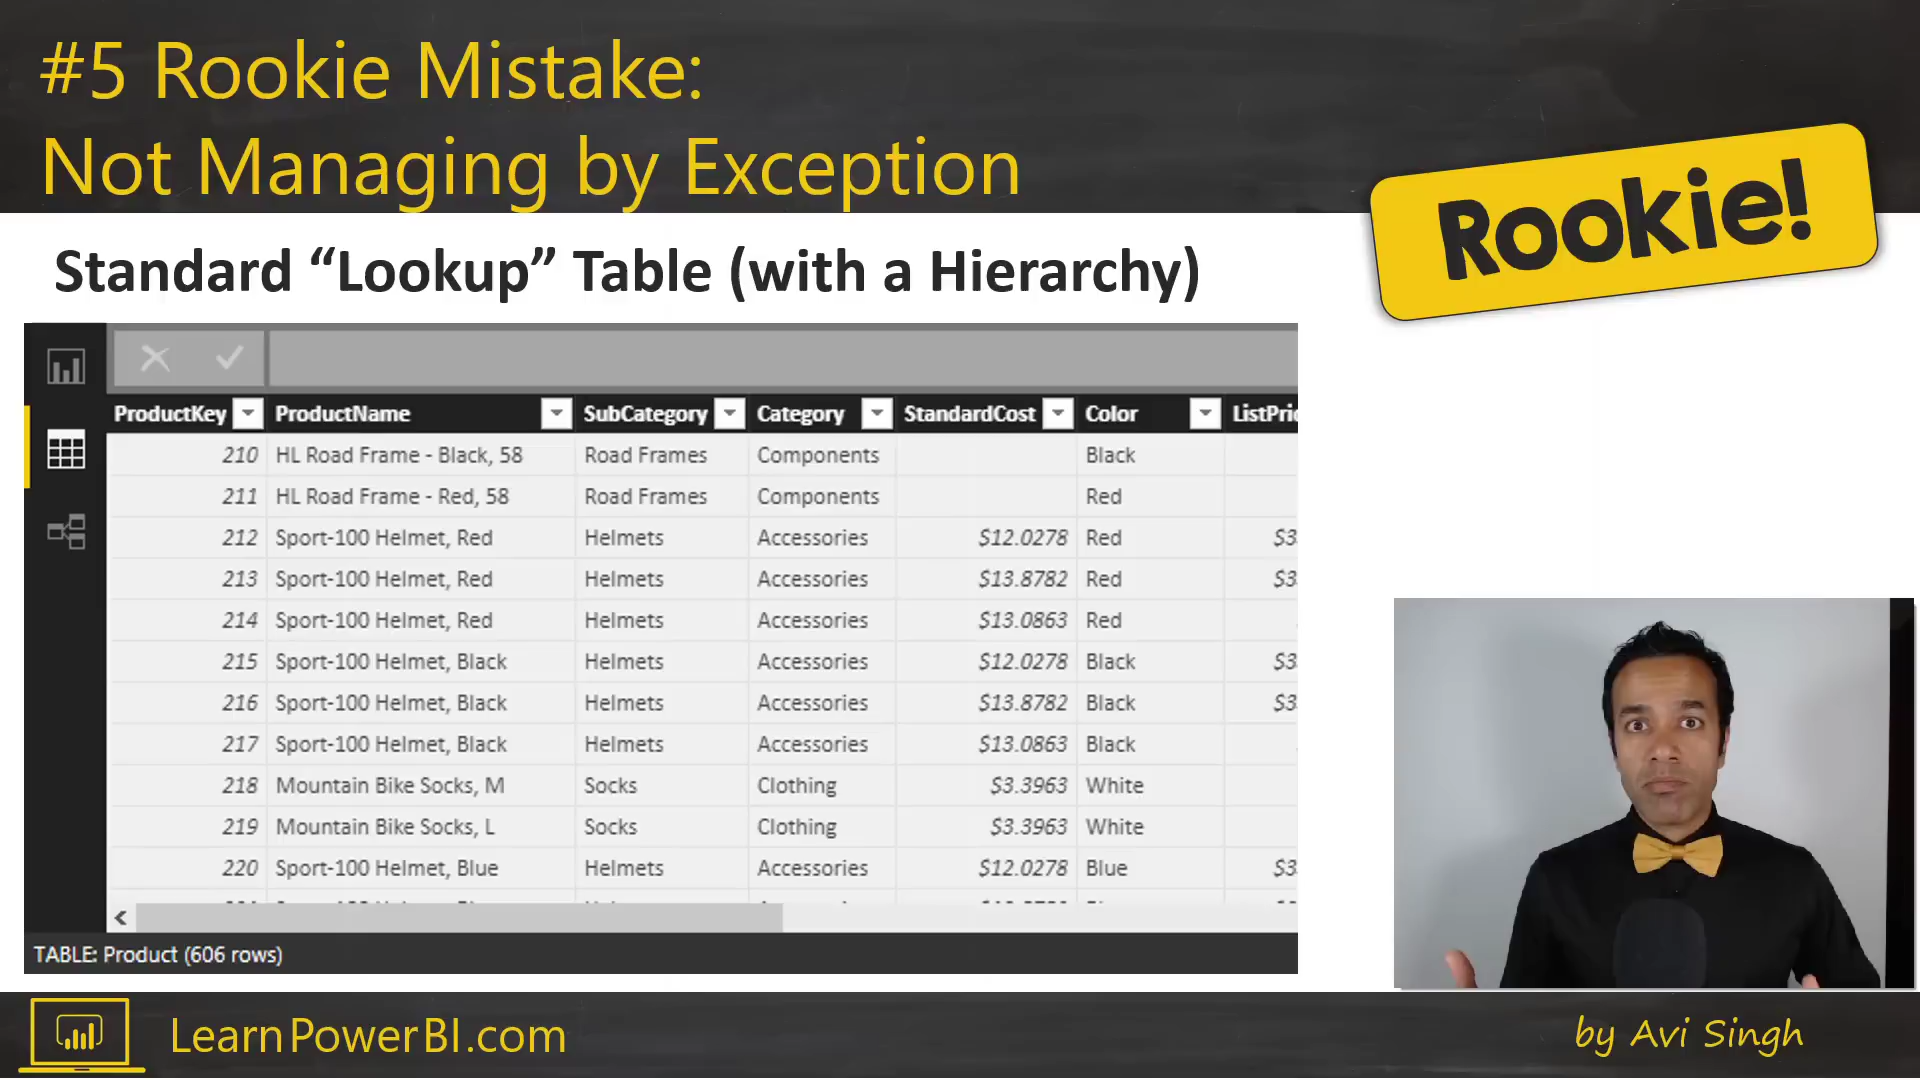 #5 Rookie Mistake:
Not Managing by Exception
Rookie!
Standard “Lookup” Table (with a Hierarchy)
ProductKey ProductName SubCategory Category StandardCost Color
210 HL Road Frame - Black, 58 Road Frames Components Black
211 HL Road Frame - Red, 58 Road Frames Components Red
212 Sport-100 Helmet, Red Helmets Accessories $12.0278 Red $3
213 Sport-100 Helmet, Red Helmets Accessories $13.8782 Red $3
214 Sport-100 Helmet, Red Helmets Accessories $13.0863 Red
215 Sport-100 Helmet, Black Helmets Accessories $12.0278 Black $3
216 Sport-100 Helmet, Black Helmets Accessories $13.8782 Black $3
217 Sport-100 Helmet, Black Helmets Accessories $13.0863 Black
218 Mountain Bike Socks, M Socks Clothing $3.3963 White
219 Mountain Bike Socks, L Socks Clothing $3.3963 White
220 Sport-100 Helmet, Blue Helmets Accessories $12.0278 Blue $3
TABLE: Product (606 rows)
LearnPowerBI.com
by Avi Singh